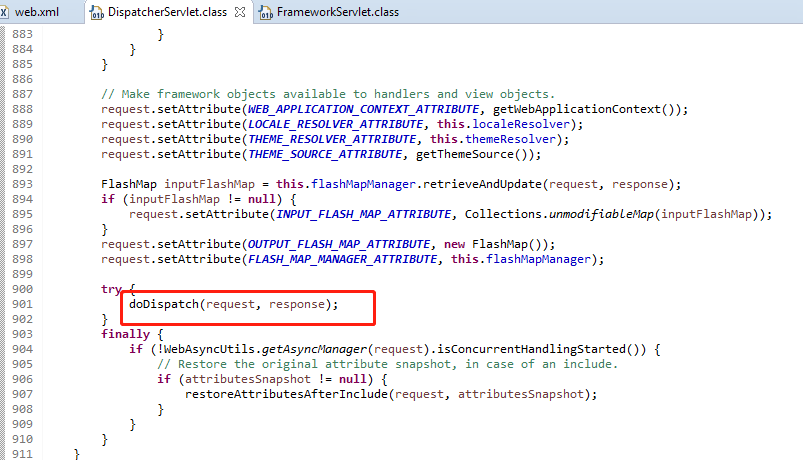 web.xml DispatcherServlet.class FrameworkServlet.class
883 }
884 }
885 }
886
887 // Make framework objects available to handlers and view objects.
888 request.setAttribute(WEB_APPLICATION_CONTEXT_ATTRIBUTE, getWebApplicationContext());
889 request.setAttribute(LOCALE_RESOLVER_ATTRIBUTE, this.localeResolver);
890 request.setAttribute(THEME_RESOLVER_ATTRIBUTE, this.themeResolver);
891 request.setAttribute(THEME_SOURCE_ATTRIBUTE, getThemeSource());
892
893 FlashMap inputFlashMap = this.flashMapManager.retrieveAndUpdate(request, response);
894 if (inputFlashMap != null) {
895 request.setAttribute(INPUT_FLASH_MAP_ATTRIBUTE, Collections.unmodifiableMap(inputFlashMap));
896 }
897 request.setAttribute(OUTPUT_FLASH_MAP_ATTRIBUTE, new FlashMap());
898 request.setAttribute(FLASH_MAP_MANAGER_ATTRIBUTE, this.flashMapManager);
899
900 try {
901 doDispatch(request, response);
902 }
903 finally {
904 if (!WebAsyncUtils.getAsyncManager(request).isConcurrentHandlingStarted()) {
905 // Restore the original attribute snapshot, in case of an include.
906 if (attributesSnapshot != null) {
907 restoreAttributesAfterInclude(request, attributesSnapshot);
908 }
909 }
910 }
911 }